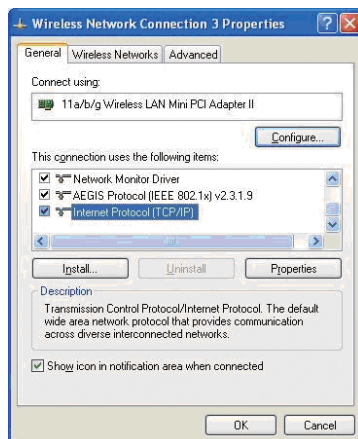 Wireless Network Connection 3 Properties
General Wireless Networks Advanced
Connect using:
11a/b/g Wireless LAN Mini PCI Adapter II
Configure...
This connection uses the following items:
Network Monitor Driver
AEGIS Protocol (IEEE 802.1x) v2.3.1.9
Internet Protocol (TCP/IP)
Install... Uninstall Properties
Description
Transmission Control Protocol/Internet Protocol. The default
wide area network protocol that provides communication
across diverse interconnected networks.
Show icon in notification area when connected
OK Cancel